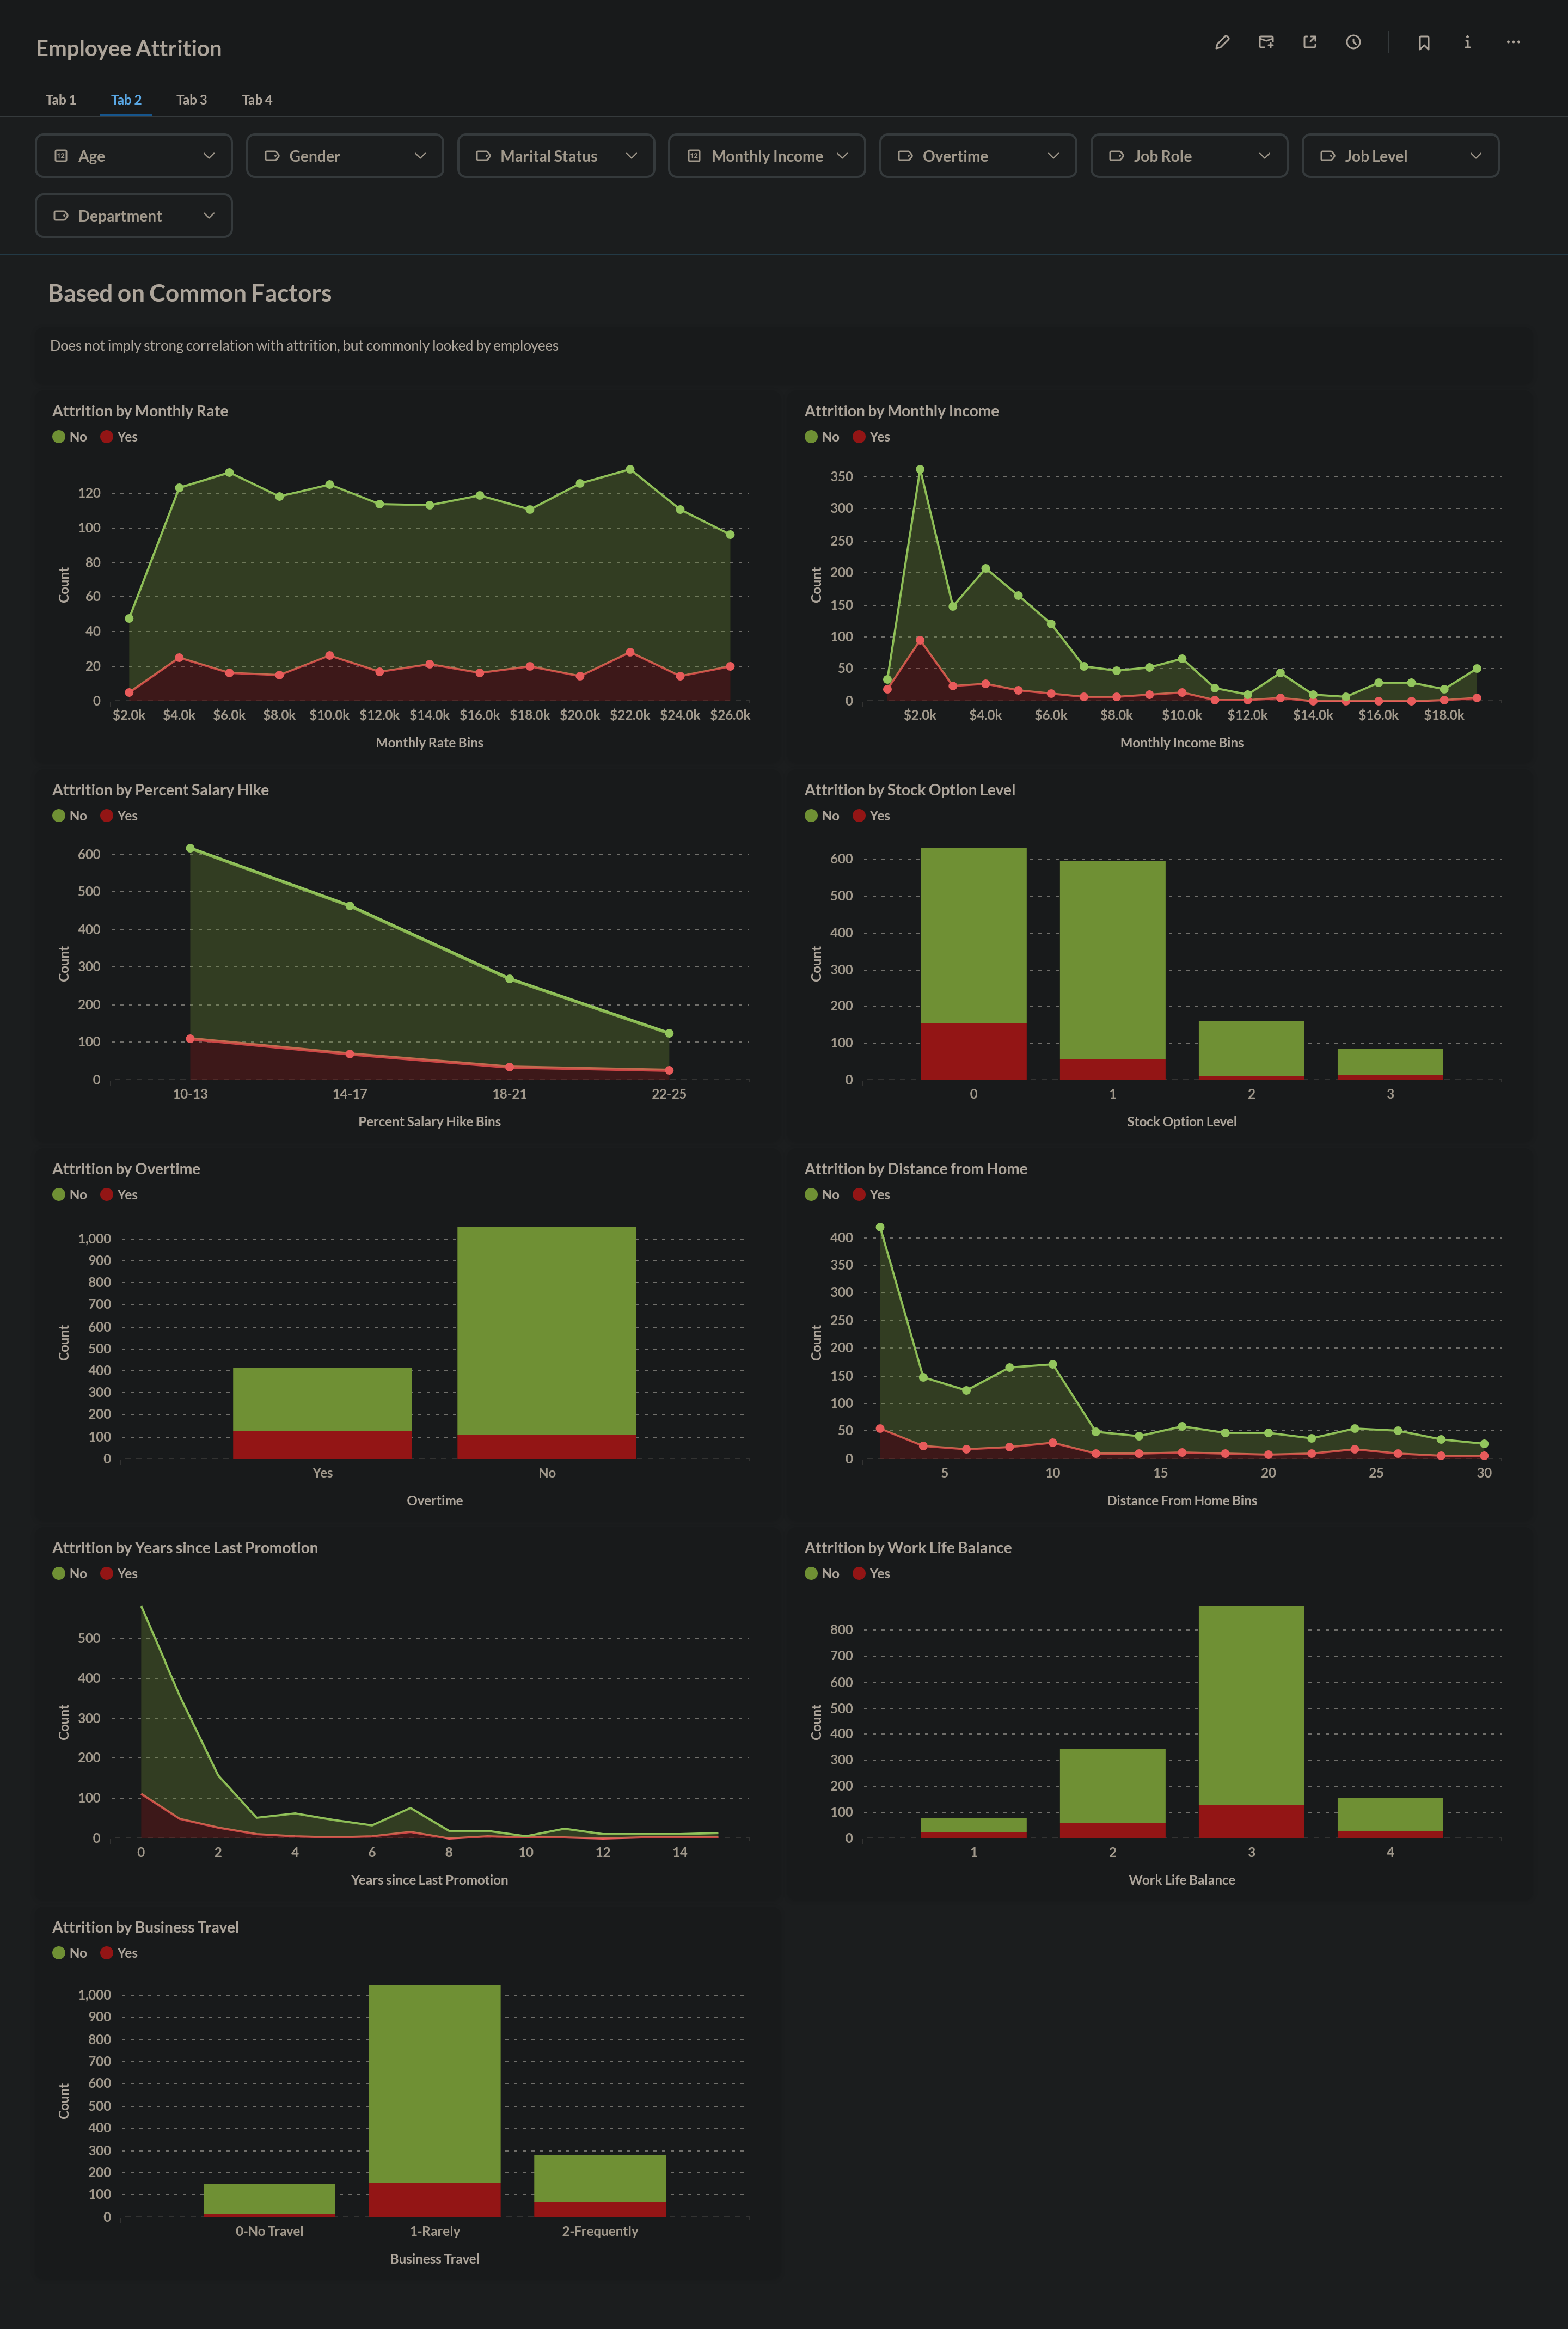 Employee Attrition
Tab 1 Tab 2 Tab 3 Tab 4
Age Gender Marital Status Monthly Income Overtime Job Role Job Level
Department
Based on Common Factors
Does not imply strong correlation with attrition, but commonly looked by employees
Attrition by Monthly Rate
No Yes
120
100
80
60
40
20
0
Count
$2.0k $4.0k $6.0k $8.0k $10.0k $12.0k $14.0k $16.0k $18.0k $20.0k $22.0k $24.0k $26.0k
Monthly Rate Bins
Attrition by Monthly Income
No Yes
350
300
250
200
150
100
50
0
Count
$2.0k $4.0k $6.0k $8.0k $10.0k $12.0k $14.0k $16.0k $18.0k
Monthly Income Bins
Attrition by Percent Salary Hike
No Yes
600
500
400
300
200
100
0
Count
10-13 14-17 18-21 22-25
Percent Salary Hike Bins
Attrition by Stock Option Level
No Yes
600
500
400
300
200
100
0
Count
0 1 2 3
Stock Option Level
Attrition by Overtime
No Yes
1,000
900
800
700
600
500
400
300
200
100
0
Count
Yes No
Overtime
Attrition by Distance from Home
No Yes
400
350
300
250
200
150
100
50
0
Count
5 10 15 20 25 30
Distance From Home Bins
Attrition by Years since Last Promotion
No Yes
500
400
300
200
100
0
Count
0 2 4 6 8 10 12 14
Years since Last Promotion
Attrition by Work Life Balance
No Yes
800
700
600
500
400
300
200
100
0
Count
1 2 3 4
Work Life Balance
Attrition by Business Travel
No Yes
1,000
900
800
700
600
500
400
300
200
100
0
Count
0-No Travel 1-Rarely 2-Frequently
Business Travel